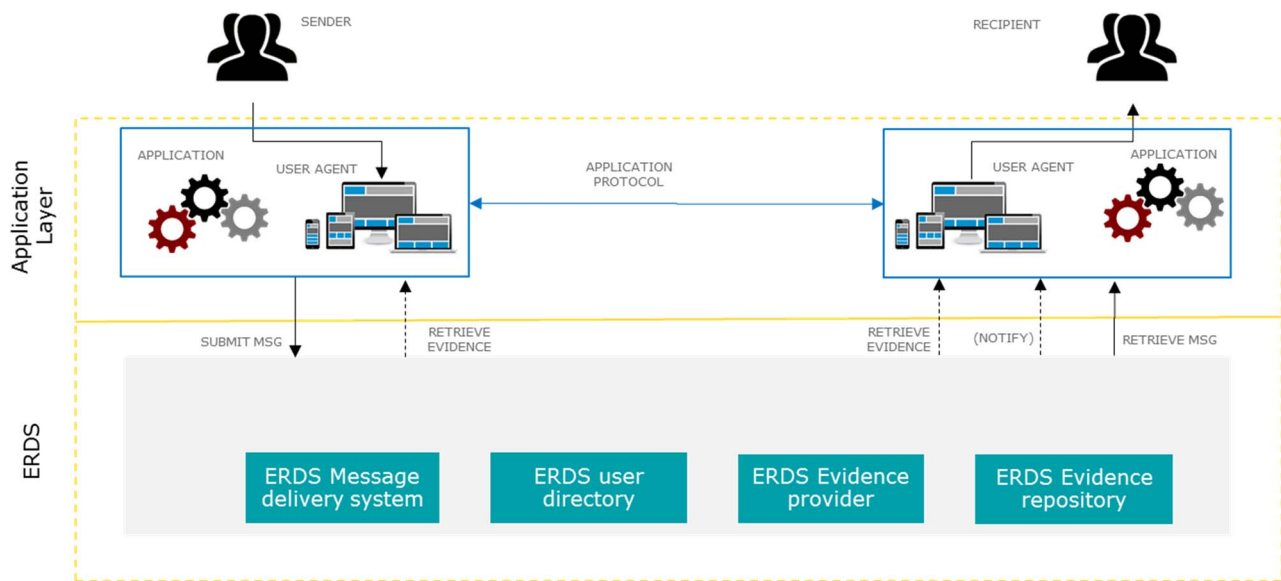 SENDER
RECIPIENT
Application
Layer
APPLICATION
USER AGENT
APPLICATION
PROTOCOL
USER AGENT
APPLICATION
SUBMIT MSG
RETRIEVE
EVIDENCE
RETRIEVE
EVIDENCE
(NOTIFY)
RETRIEVE MSG
ERDS
ERDS Message
delivery system
ERDS user
directory
ERDS Evidence
provider
ERDS Evidence
repository